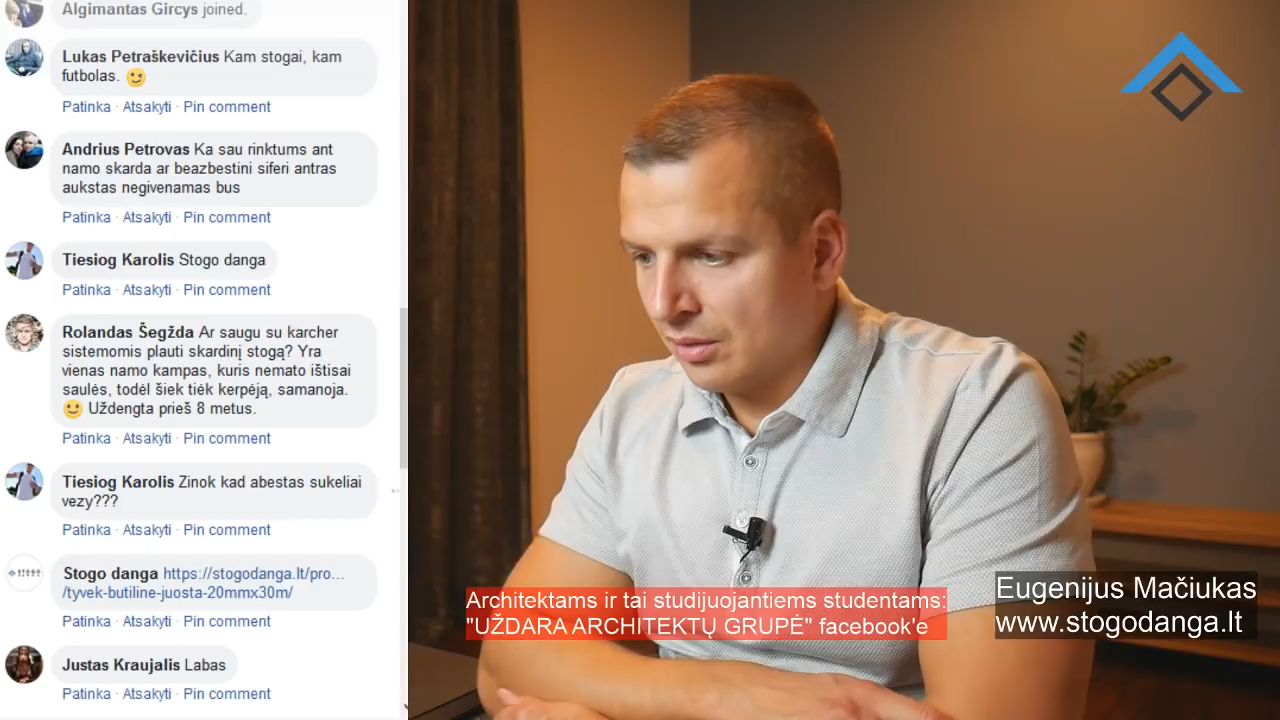 Algimantas Gircys joined.
Lukas Petraškevičius Kam stogai, kam
futbolas.
Patinka · Atsakyti · Pin comment
Andrius Petrovas Ka sau rinktums ant
namo skarda ar beazbestini siferi antras
aukstas negivenamas bus
Patinka · Atsakyti · Pin comment
Tiesiog Karolis Stogo danga
Patinka · Atsakyti · Pin comment
Rolandas Šegžda Ar saugu su karcher
sistemomis plauti skardinį stogą? Yra
vienas namo kampas, kuris nemato ištisai
saulės, todėl šiek tiėk kerpėją, samanoja.
Uždengta prieš 8 metus.
Patinka · Atsakyti · Pin comment
Tiesiog Karolis Zinok kad abestas sukeliai
vezy???
Patinka · Atsakyti · Pin comment
Stogo danga https://stogodanga.lt/pro...
/tyvek-butiline-juosta-20mmx30m/
Patinka · Atsakyti · Pin comment
Justas Kraujalis Labas
Patinka · Atsakyti · Pin comment
Architektams ir tai studijuojantiems studentams:
"UŽDARA ARCHITEKTŲ GRUPĖ" facebook'e
Eugenijus Mačiukas
www.stogodanga.lt